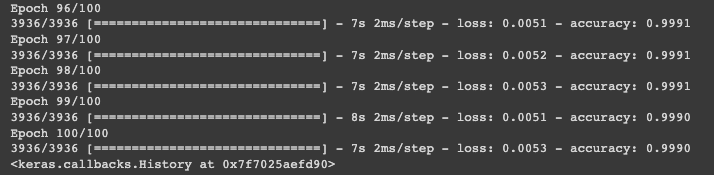 Epoch 96/100
3936/3936 [==============================] - 7s 2ms/step - loss: 0.0051 - accuracy: 0.9991
Epoch 97/100
3936/3936 [==============================] - 7s 2ms/step - loss: 0.0052 - accuracy: 0.9991
Epoch 98/100
3936/3936 [==============================] - 7s 2ms/step - loss: 0.0053 - accuracy: 0.9991
Epoch 99/100
3936/3936 [==============================] - 8s 2ms/step - loss: 0.0051 - accuracy: 0.9990
Epoch 100/100
3936/3936 [==============================] - 7s 2ms/step - loss: 0.0053 - accuracy: 0.9990
<keras.callbacks.History at 0x7f7025aefd90>